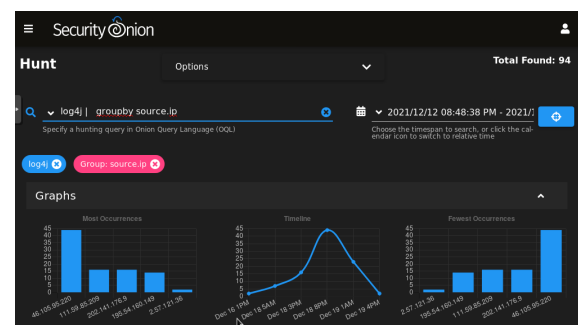 Security Onion
Hunt
Options
Total Found: 94
log4j | groupby source.ip
2021/12/12 08:48:38 PM - 2021/1
Specify a hunting query in Onion Query Language (OQL)
Choose the timespan to search, or click the cal-
endar icon to switch to relative time
log4j
Group: source.ip
Graphs
Most Occurrences
45
40
35
30
25
20
15
10
5
0
46.105.95.220
111.59.85.209
202.141.176.9
195.54.160.149
2.57.121.36
Timeline
45
40
35
30
25
20
15
10
5
0
Dec 16 1PM
Dec 18 5AM
Dec 18 3PM
Dec 18 8PM
Dec 19 1AM
Dec 19 4PM
Fewest Occurrences
45
40
35
30
25
20
15
10
5
0
2.57.121.36
195.54.160.149
202.141.176.9
111.59.85.209
46.105.95.220